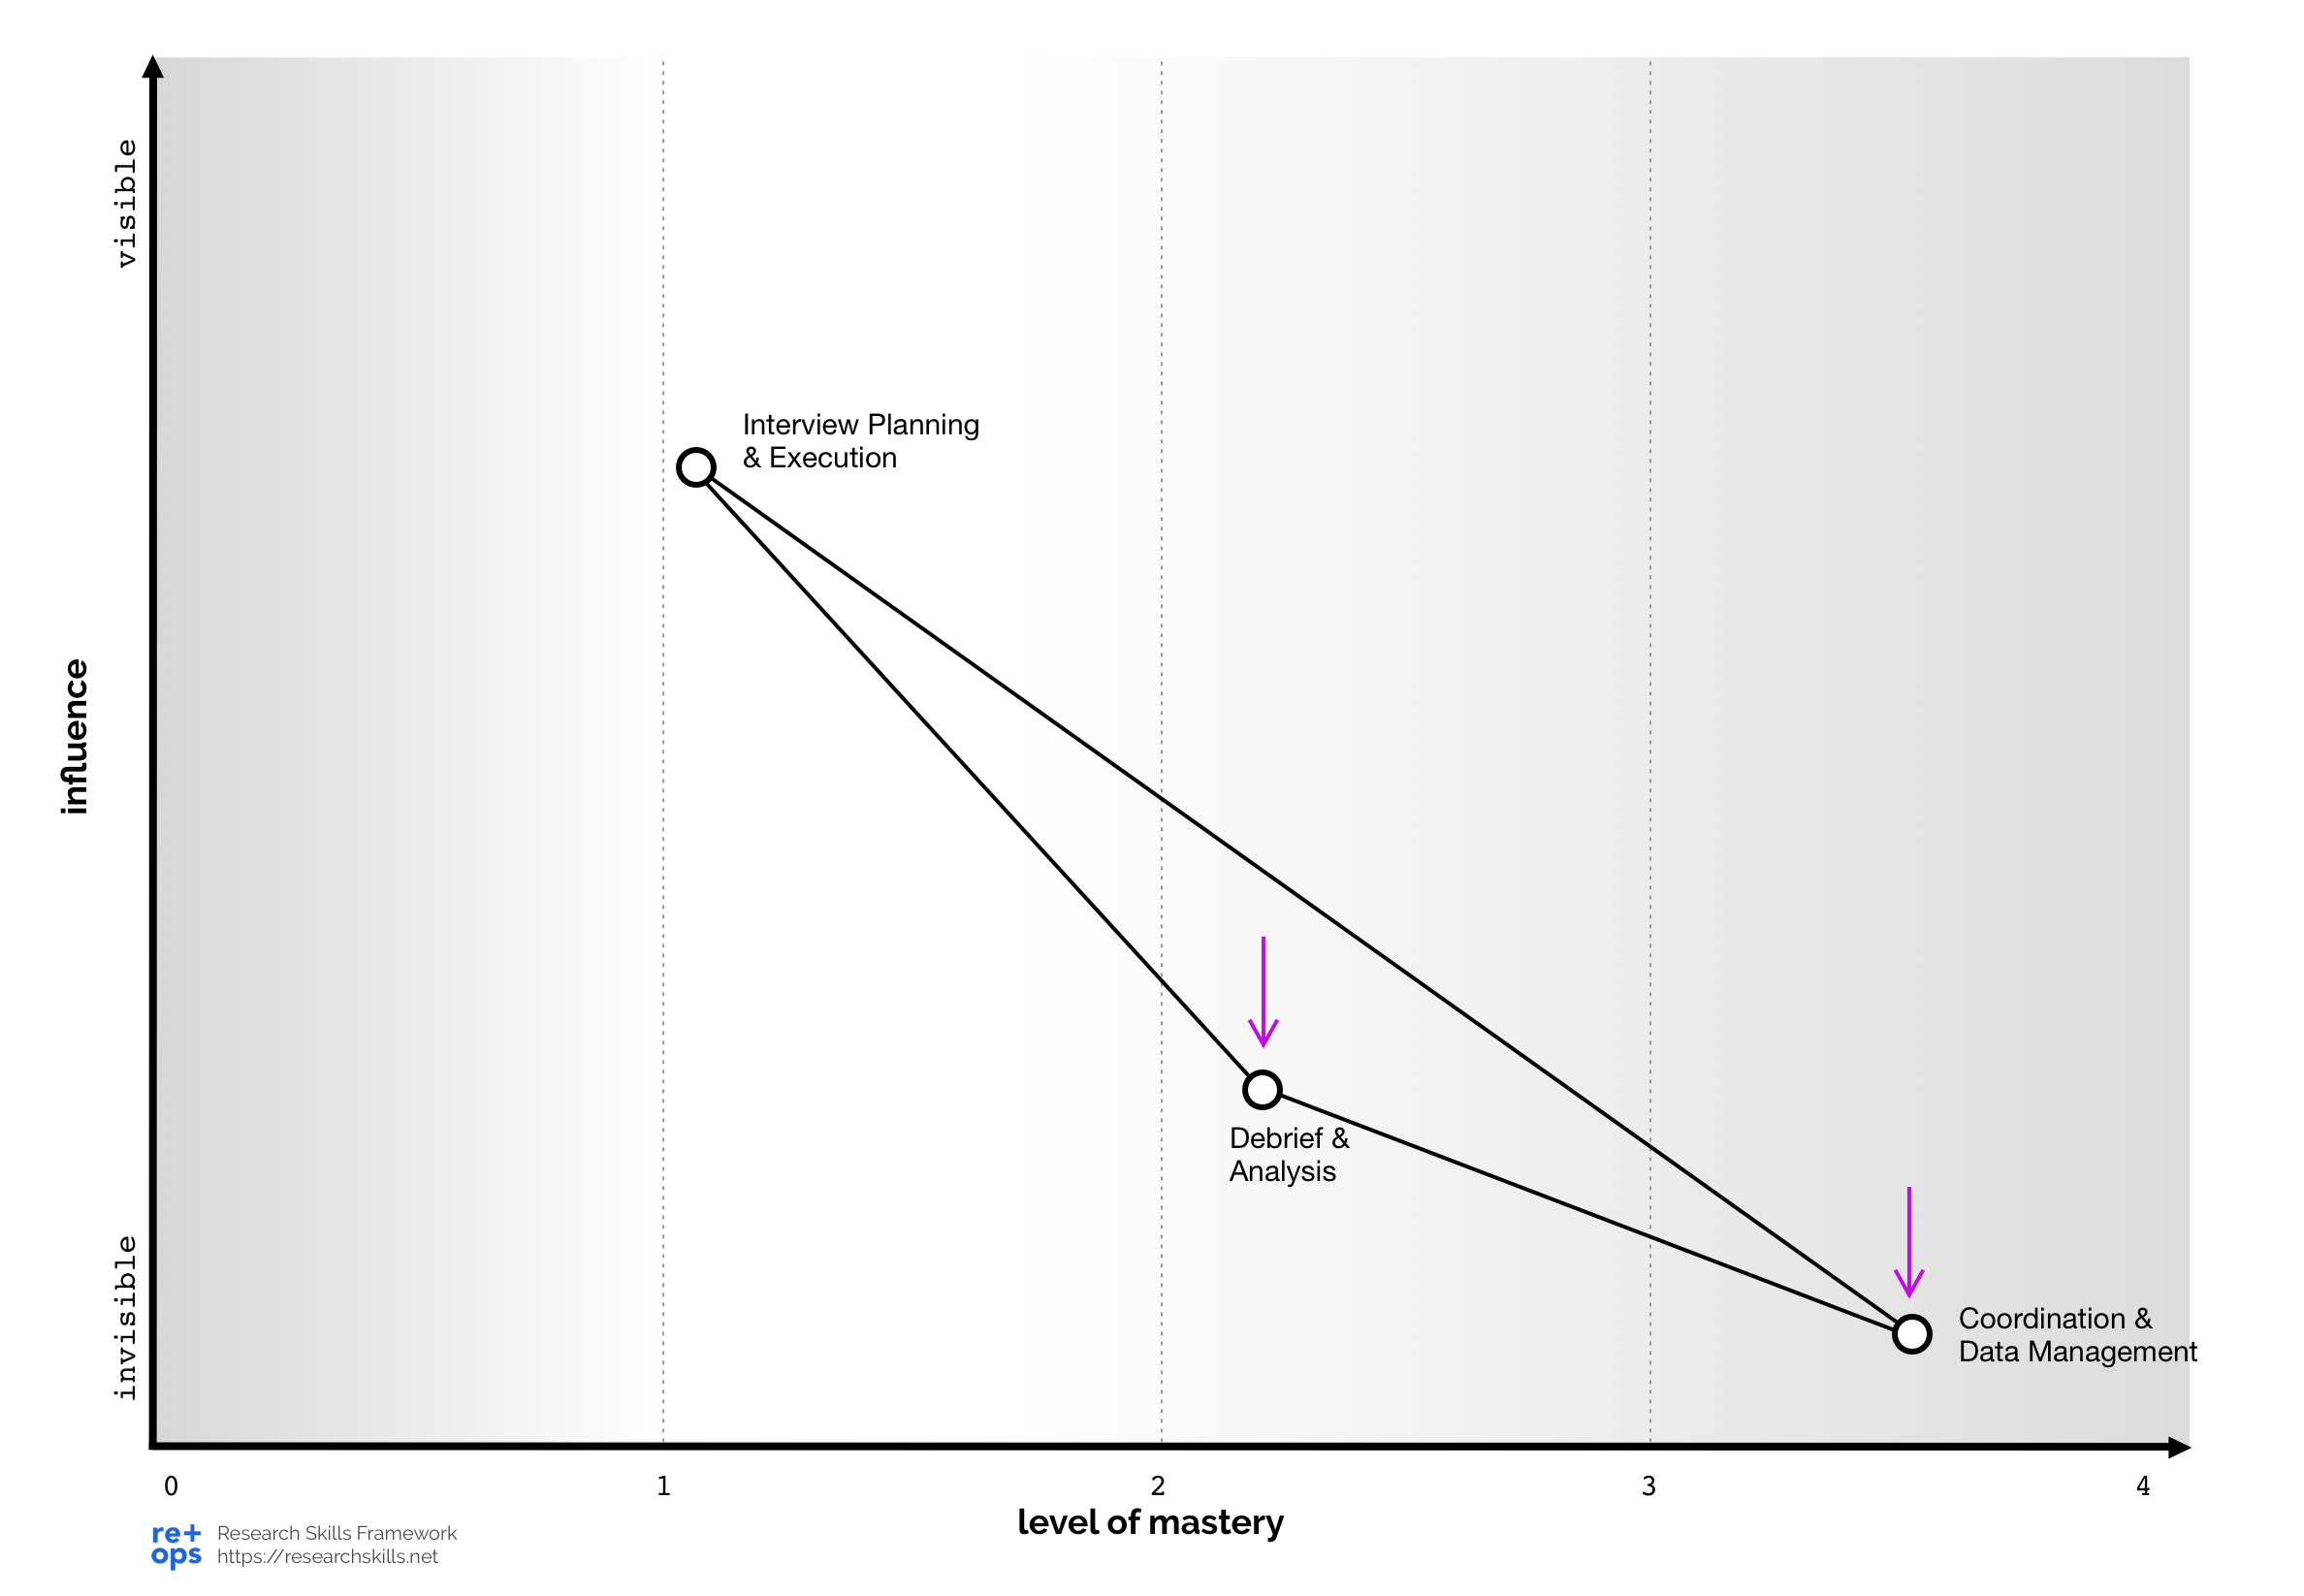 visible
Interview Planning
& Execution
influence
Debrief &
Analysis
invisible
Coordination &
Data Management
0
1
2
3
4
level of mastery
re+
ops
Research Skills Framework
https://researchskills.net